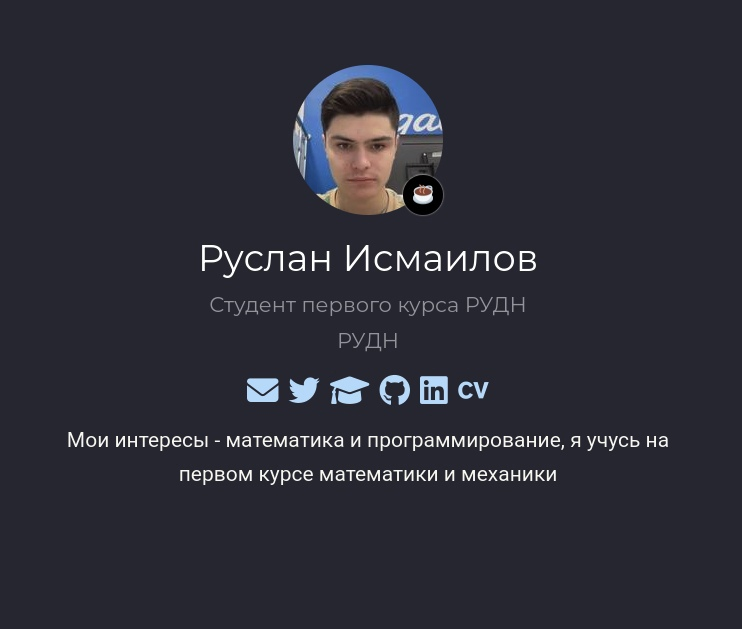 Руслан Исмаилов
Студент первого курса РУДН
РУДН
CV
Мои интересы - математика и программирование, я учусь на
первом курсе математики и механики